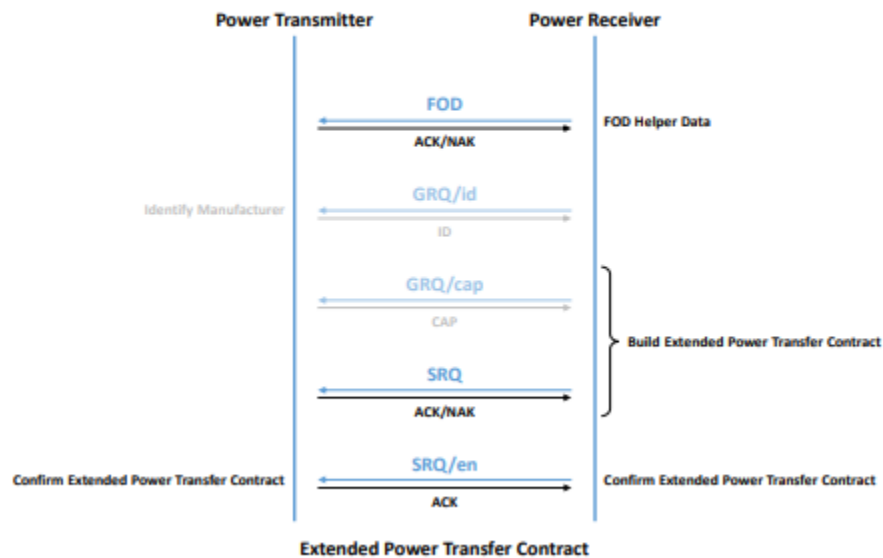 Power Transmitter
Power Receiver
FOD
FOD Helper Data
ACK/NAK
GRQ/id
Identify Manufacturer
ID
GRQ/cap
CAP
Build Extended Power Transfer Contract
SRQ
ACK/NAK
SRQ/en
Confirm Extended Power Transfer Contract
Confirm Extended Power Transfer Contract
ACK
Extended Power Transfer Contract